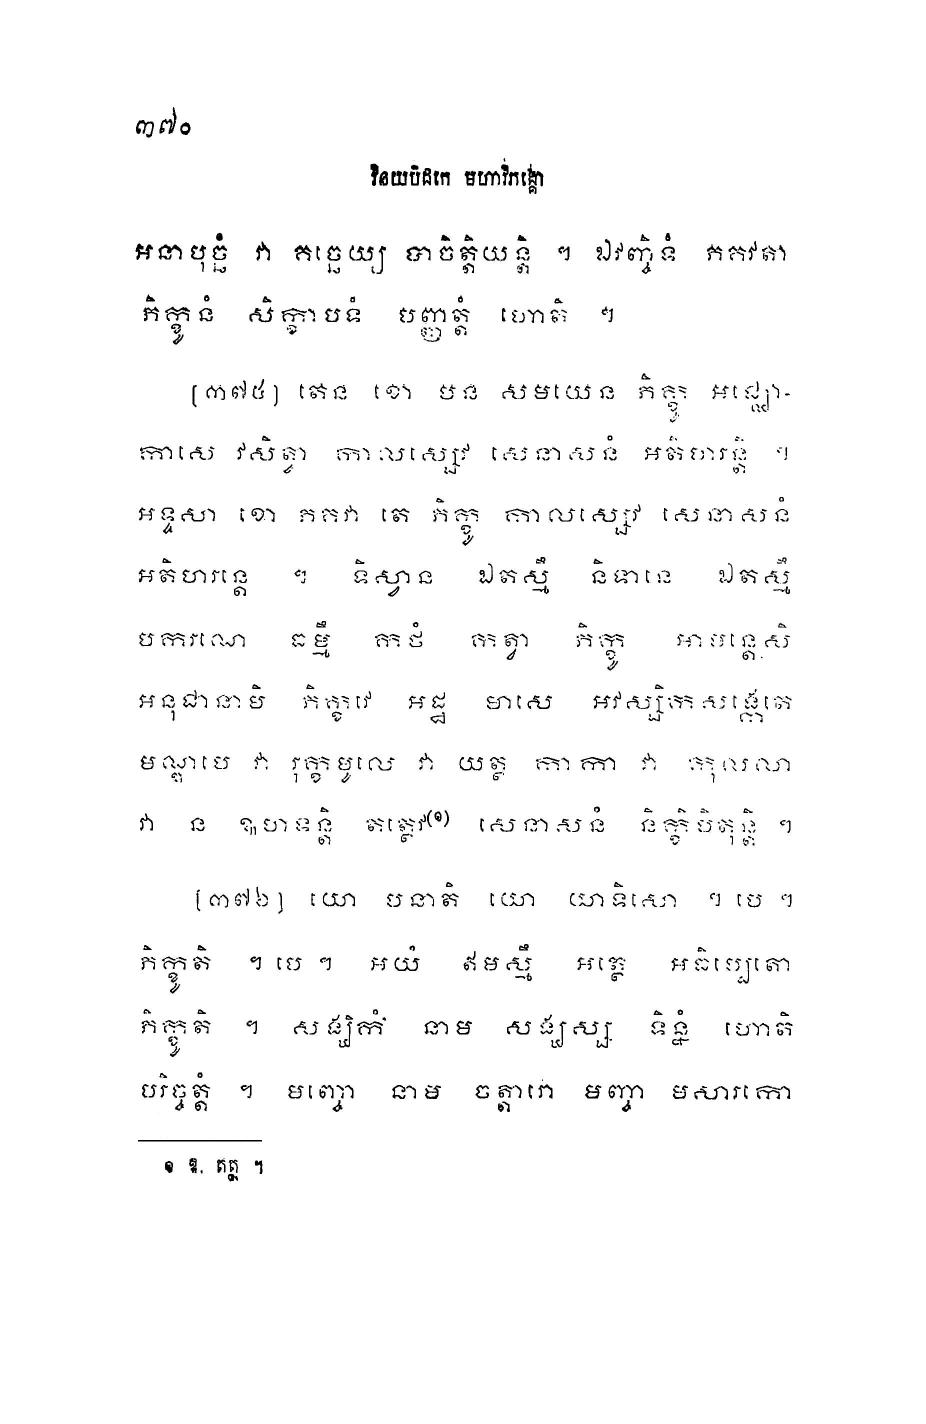 ៣៧០
វិនយបិដកេ មហាវិភង្គោ
អនាបុច្ឆំ វា គច្ឆេយ្យ បាចិត្តិយន្តិ ។ ឯវញ្ចិទំ ភគវតា
ភិក្ខូនំ សិក្ខាបទំ បញ្ញត្តំ ហោតិ ។
[៣៧៥] តេន ខោ បន សមយេន ភិក្ខូ អជ្ឈោ-
កាសេ វសិត្វា កាលស្សេវ សេនាសនំ អតិហរន្តិ ។
អទ្ទសា ខោ ភគវា តេ ភិក្ខូ កាលស្សេវ សេនាសនំ
អតិហរន្តេ ។ ទិស្វាន ឯតស្មឹ និទានេ ឯតស្មឹ
បករណេ ធម្មឹ កថំ កត្វា ភិក្ខូ អាមន្តេសិ
អនុជានាមិ ភិក្ខវេ អដ្ឋ មាសេ អវស្សិកសង្កេតេ
មណ្ឌបេ វា រុក្ខមូលេ វា យត្ថ កាកា វា កុលលា
វា ន ឩហទន្តិ តត្ថេវ(១) សេនាសនំ និក្ខិបិតុន្តិ ។
[៣៧៦] យោ បនាតិ យោ យាទិសោ ។ បេ ។
ភិក្ខូតិ ។ បេ ។ អយំ ឥមស្មឹ អត្ថេ អធិប្បេតោ
ភិក្ខូតិ ។ សង្ឃិកំ នាម សង្ឃស្ស ទិន្នំ ហោតិ
បរិច្ចត្តំ ។ មញ្ចោ នាម ចត្តារោ មញ្ចា មសារកោ
១ ឱ. តត្ថ ។